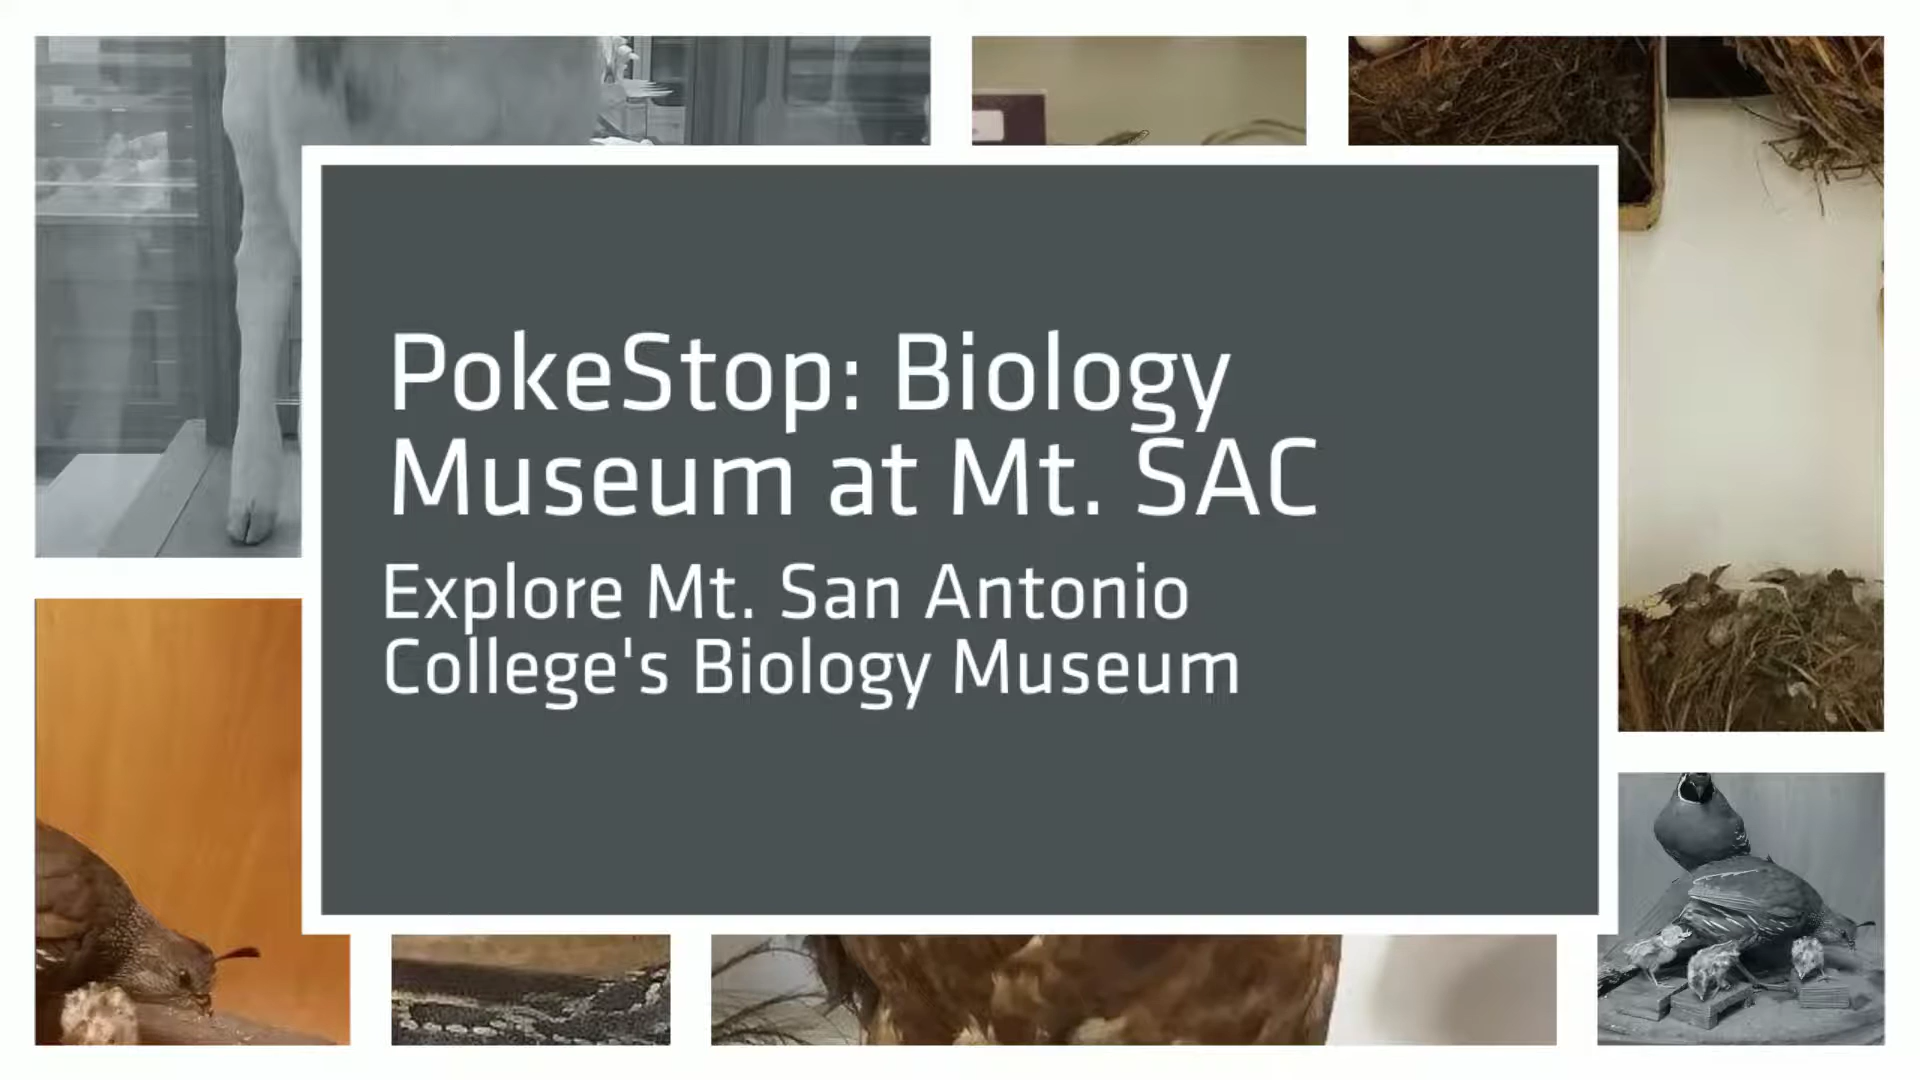 PokeStop: Biology
Museum at Mt. SAC
Explore Mt. San Antonio
College's Biology Museum